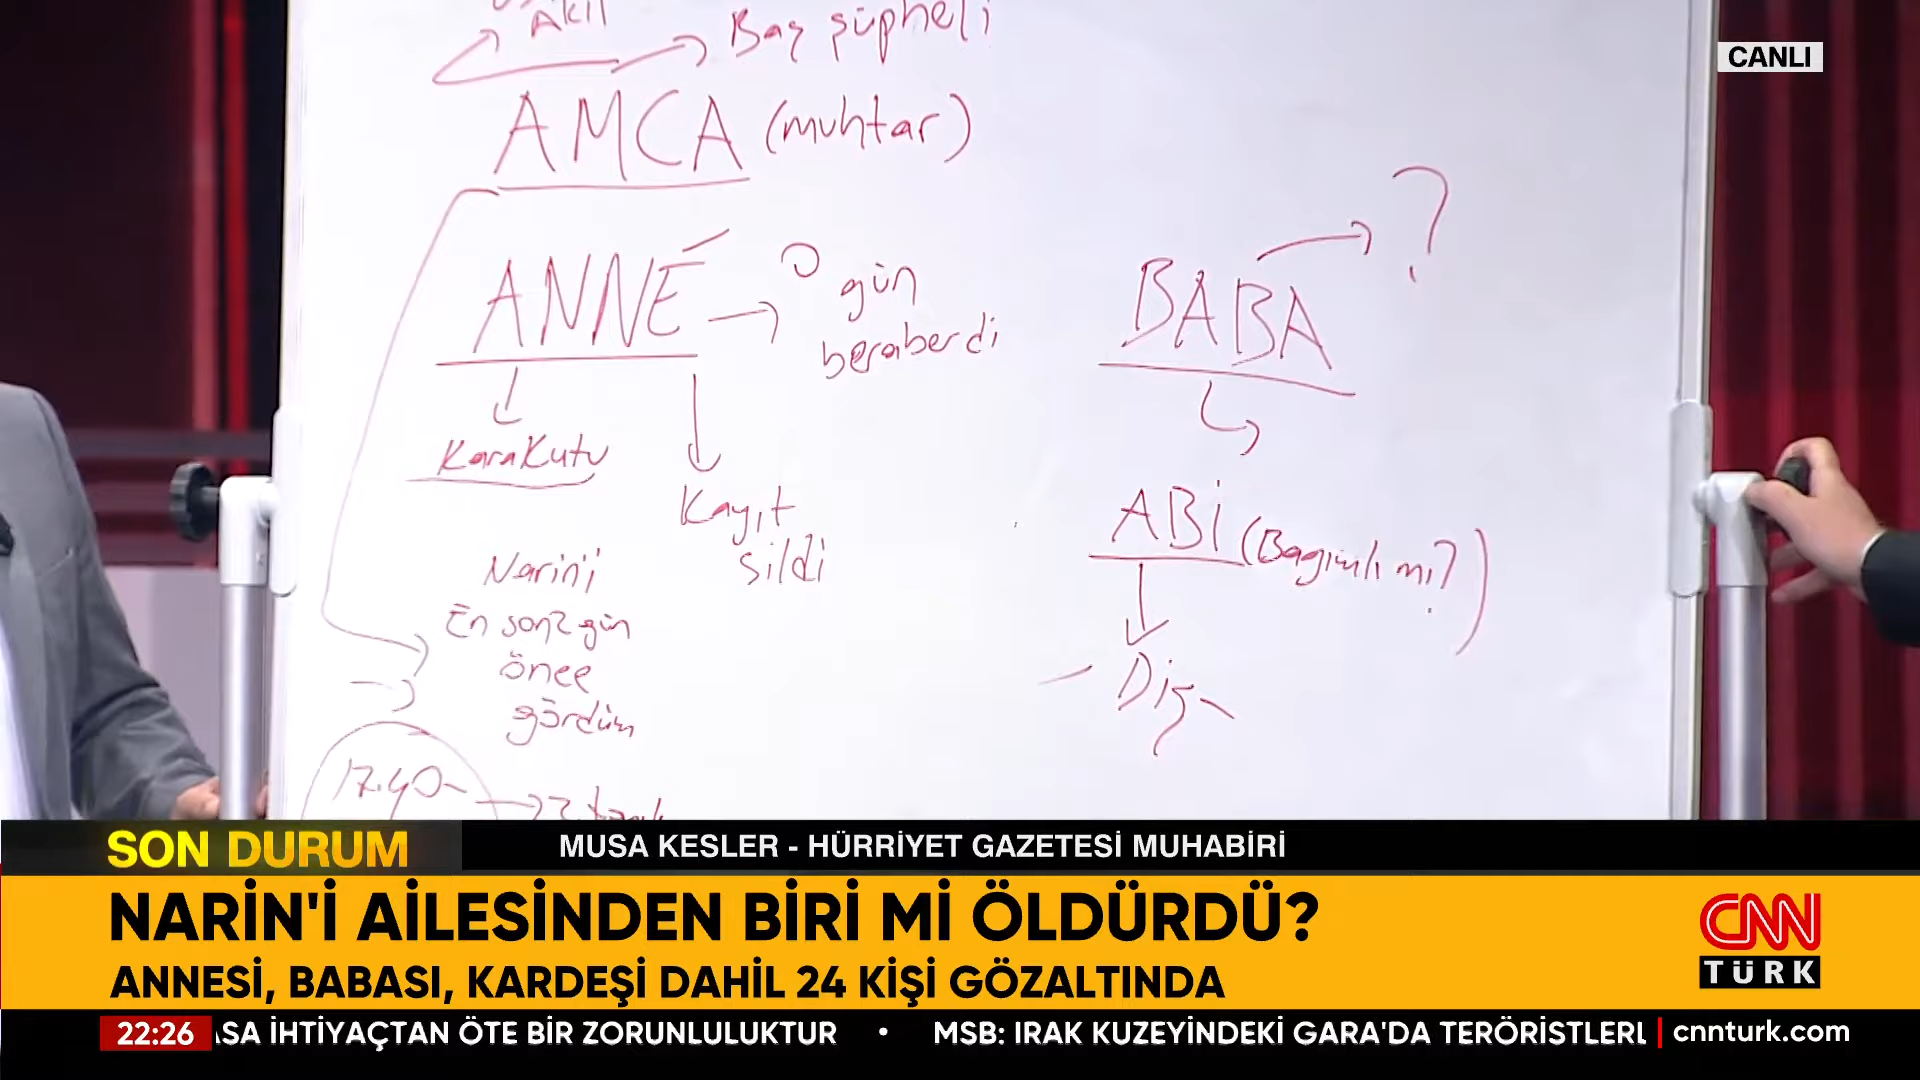 Akıl
Baş şüpheli
AMCA (muhtar)
ANNE
O gün
beraberdi
BABA
?
KaraKutu
Kayıt
sildi
ABİ (Bağımlı mı?)
Diş
Narin'i
En son 2 gün
önce
gördüm
17.40
CANLI
SON DURUM
MUSA KESLER - HÜRRİYET GAZETESİ MUHABİRİ
NARİN'İ AİLESİNDEN BİRİ Mİ ÖLDÜRDÜ?
ANNESİ, BABASI, KARDEŞİ DAHİL 24 KİŞİ GÖZALTINDA
CNN
TÜRK
22:26 ASA İHTİYAÇTAN ÖTE BİR ZORUNLULUKTUR • MSB: IRAK KUZEYİNDEKİ GARA'DA TERÖRİSTLERL cnnturk.com